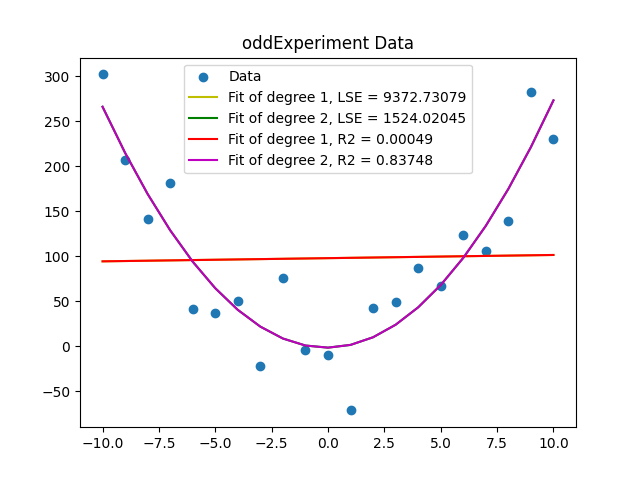 oddExperiment Data
Data
Fit of degree 1, LSE = 9372.73079
Fit of degree 2, LSE = 1524.02045
Fit of degree 1, R2 = 0.00049
Fit of degree 2, R2 = 0.83748
300
250
200
150
100
50
0
−50
−10.0 −7.5 −5.0 −2.5 0.0 2.5 5.0 7.5 10.0